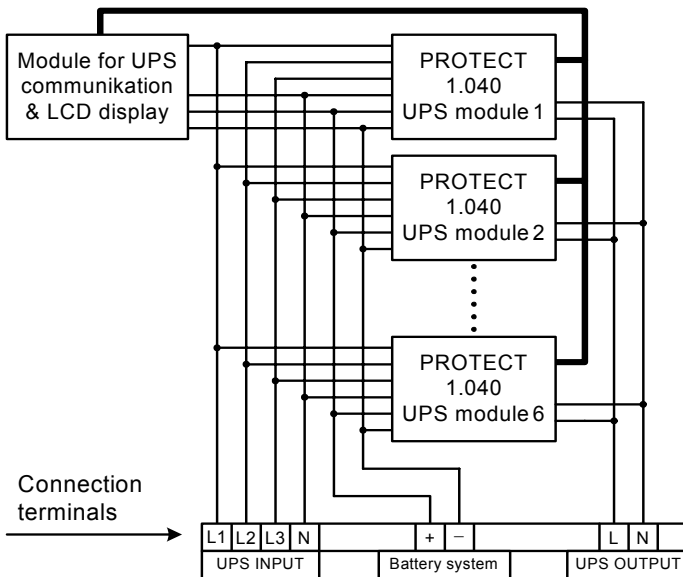 Module for UPS
communikation
& LCD display
PROTECT
1.040
UPS module 1
PROTECT
1.040
UPS module 2
PROTECT
1.040
UPS module 6
Connection
terminals
L1 L2 L3 N + − L N
UPS INPUT Battery system UPS OUTPUT